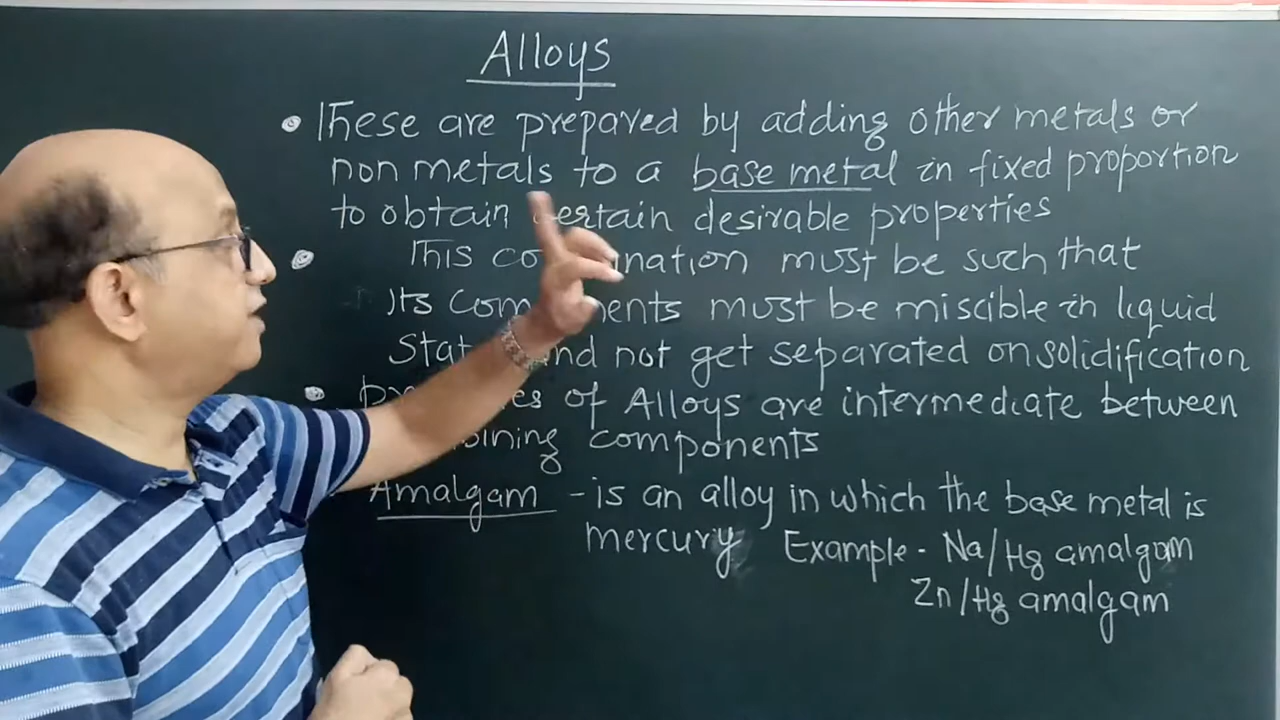 Alloys
These are prepared by adding other metals or
non metals to a base metal in fixed proportion
to obtain certain desirable properties
This combination must be such that
Its components must be miscible in liquid
State and not get separated on solidification
of Alloys are intermediate between
components
Amalgam - is an alloy in which the base metal is
mercury Example - Na/Hg amalgam
Zn/Hg amalgam